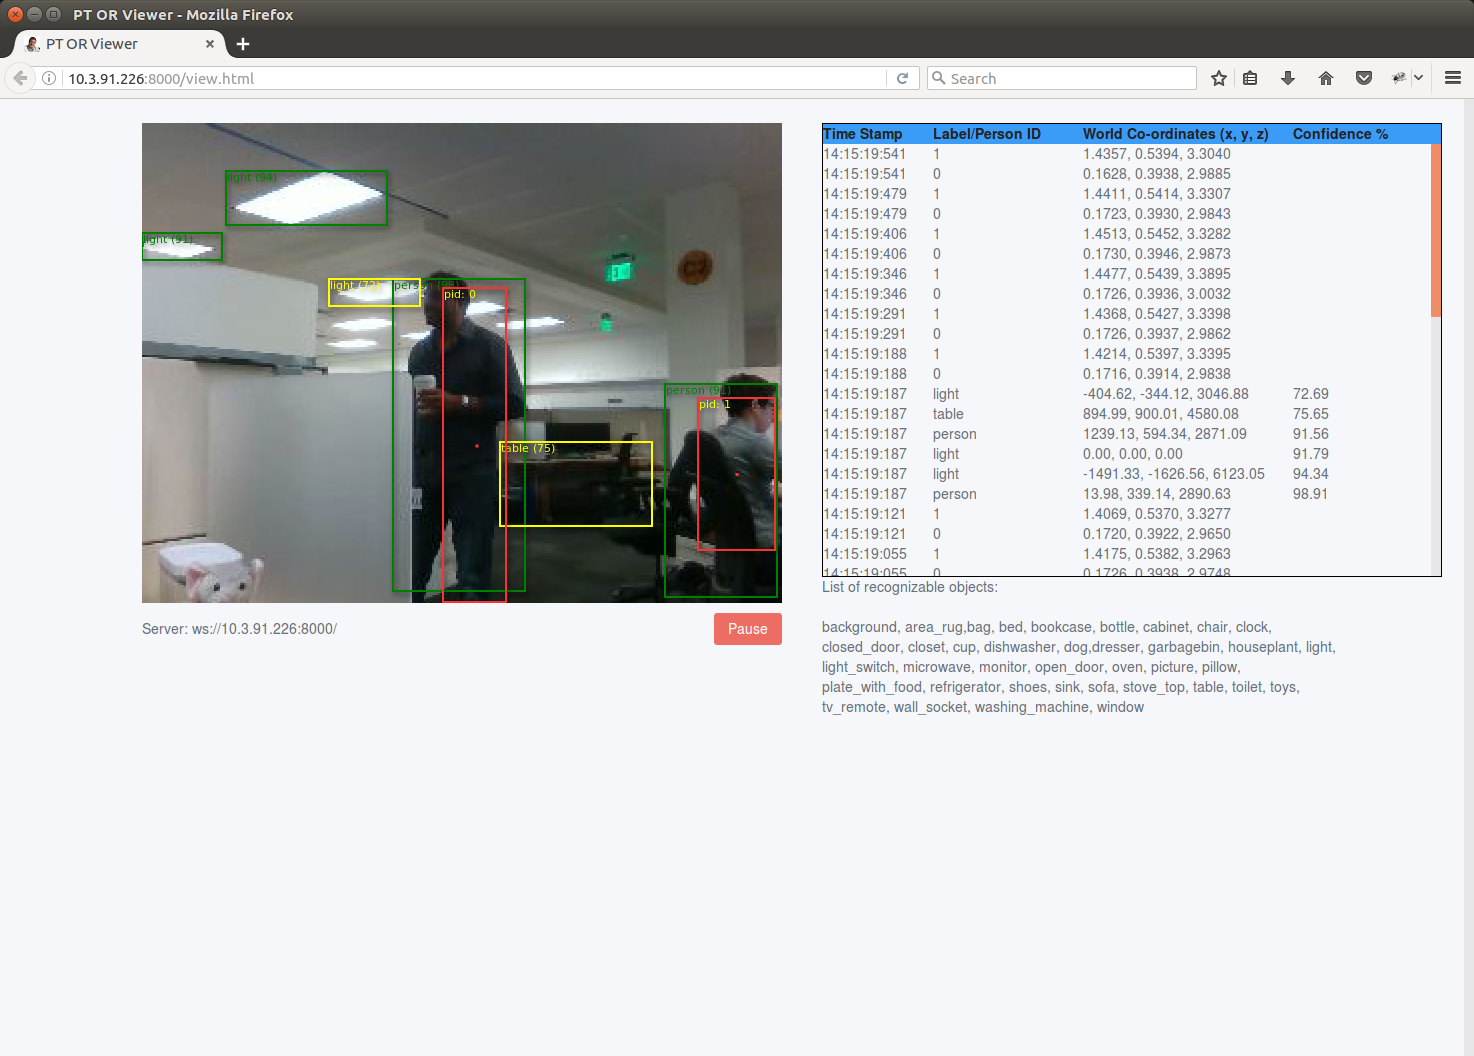 PT OR Viewer - Mozilla Firefox
PT OR Viewer
10.3.91.226:8000/view.html
Search
light (94)
light (91)
light (72)
person (98)
pid: 0
person (91)
pid: 1
table (75)
Server: ws://10.3.91.226:8000/
Pause
Time Stamp Label/Person ID World Co-ordinates (x, y, z) Confidence %
14:15:19:541 1 1.4357, 0.5394, 3.3040
14:15:19:541 0 0.1628, 0.3938, 2.9885
14:15:19:479 1 1.4411, 0.5414, 3.3307
14:15:19:479 0 0.1723, 0.3930, 2.9843
14:15:19:406 1 1.4513, 0.5452, 3.3282
14:15:19:406 0 0.1730, 0.3946, 2.9873
14:15:19:346 1 1.4477, 0.5439, 3.3895
14:15:19:346 0 0.1726, 0.3936, 3.0032
14:15:19:291 1 1.4368, 0.5427, 3.3398
14:15:19:291 0 0.1726, 0.3937, 2.9862
14:15:19:188 1 1.4214, 0.5397, 3.3395
14:15:19:188 0 0.1716, 0.3914, 2.9838
14:15:19:187 light -404.62, -344.12, 3046.88 72.69
14:15:19:187 table 894.99, 900.01, 4580.08 75.65
14:15:19:187 person 1239.13, 594.34, 2871.09 91.56
14:15:19:187 light 0.00, 0.00, 0.00 91.79
14:15:19:187 light -1491.33, -1626.56, 6123.05 94.34
14:15:19:187 person 13.98, 339.14, 2890.63 98.91
14:15:19:121 1 1.4069, 0.5370, 3.3277
14:15:19:121 0 0.1720, 0.3922, 2.9650
14:15:19:055 1 1.4175, 0.5382, 3.2963
14:15:19:055 0 0.1726, 0.3938, 2.9748
List of recognizable objects:
background, area_rug,bag, bed, bookcase, bottle, cabinet, chair, clock,
closed_door, closet, cup, dishwasher, dog,dresser, garbagebin, houseplant, light,
light_switch, microwave, monitor, open_door, oven, picture, pillow,
plate_with_food, refrigerator, shoes, sink, sofa, stove_top, table, toilet, toys,
tv_remote, wall_socket, washing_machine, window